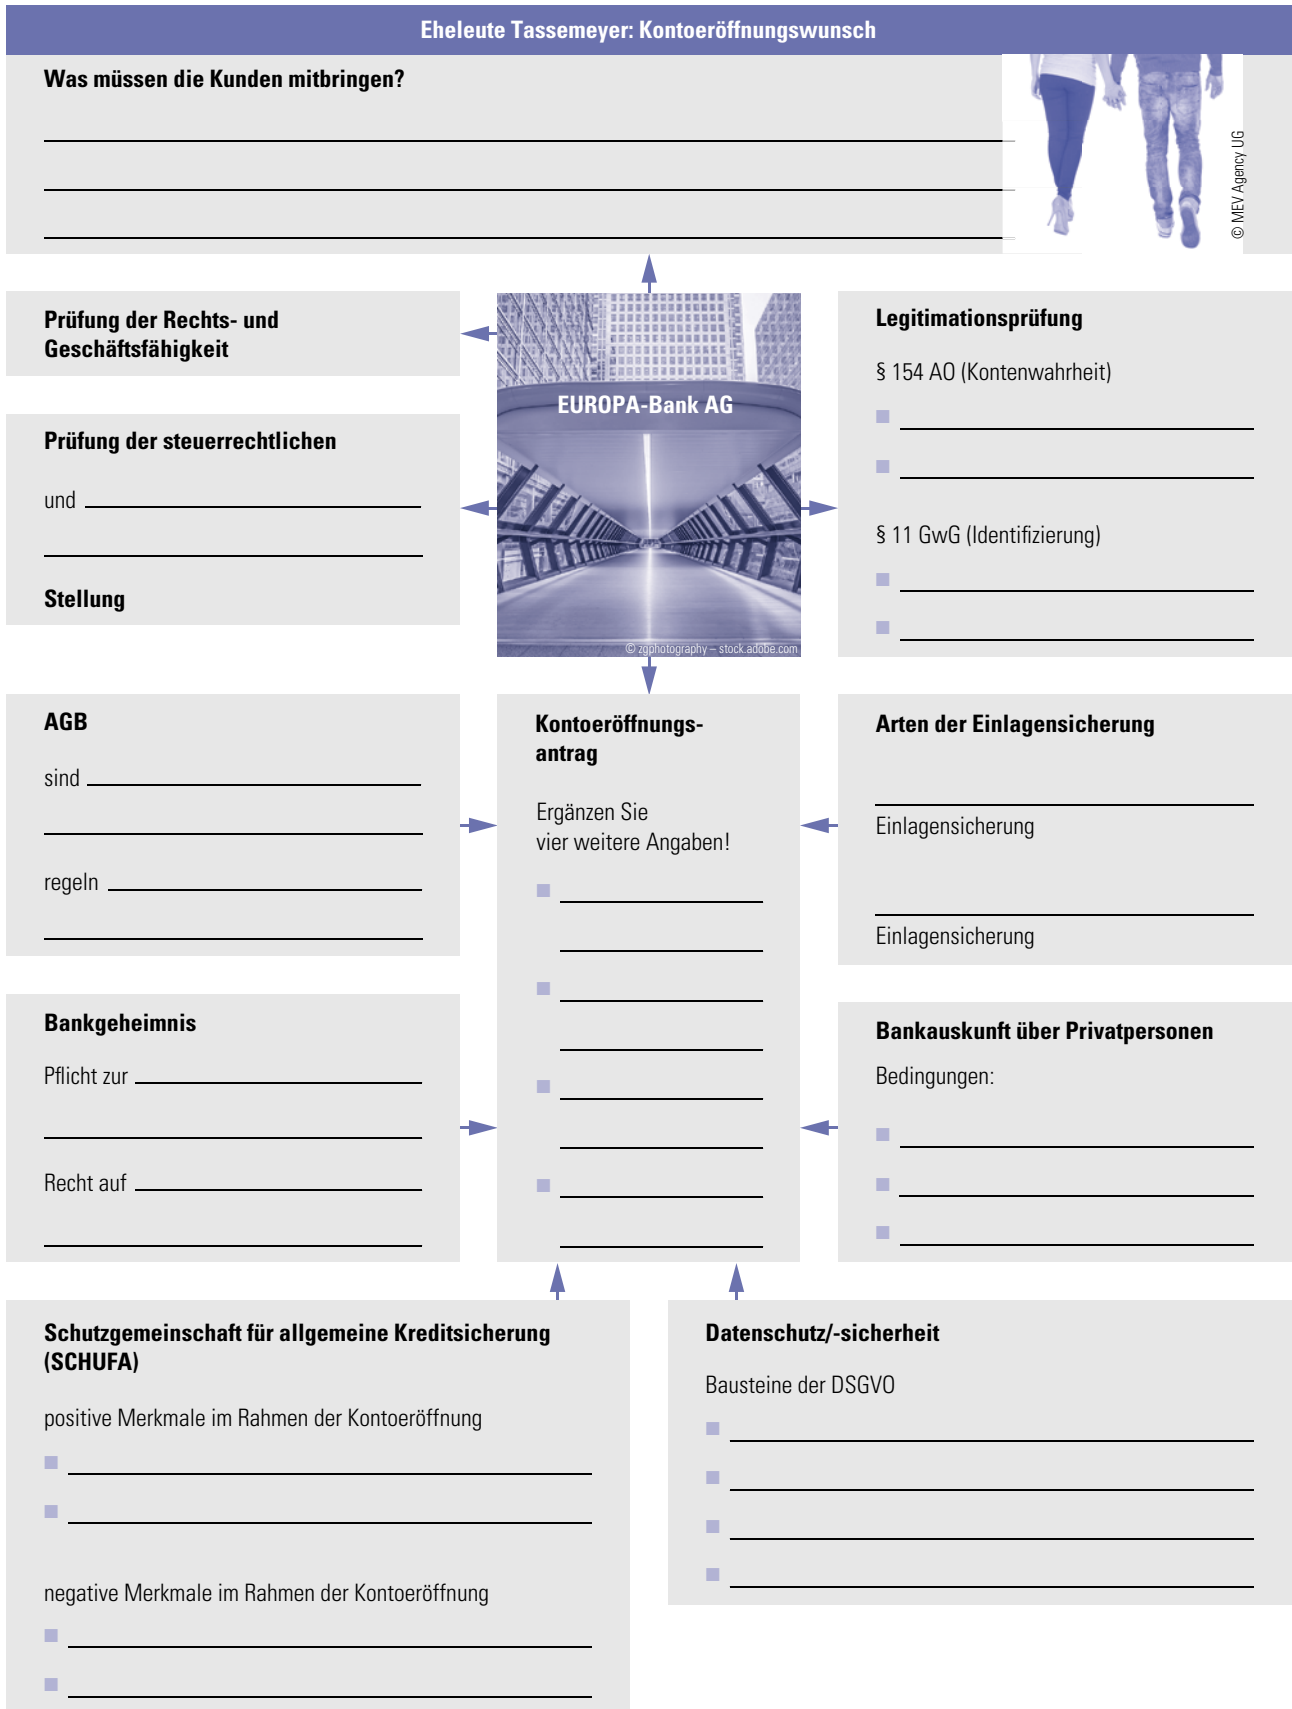 Eheleute Tassemeyer: Kontoeröffnungswunsch
Was müssen die Kunden mitbringen?
© MEV Agency UG
Prüfung der Rechts- und
Geschäftsfähigkeit
Prüfung der steuerrechtlichen
und
Stellung
EUROPA-Bank AG
© zgphotography – stock.adobe.com
Legitimationsprüfung
§ 154 AO (Kontenwahrheit)
§ 11 GwG (Identifizierung)
AGB
sind
regeln
Kontoeröffnungs-
antrag
Ergänzen Sie
vier weitere Angaben!
Arten der Einlagensicherung
Einlagensicherung
Einlagensicherung
Bankgeheimnis
Pflicht zur
Recht auf
Bankauskunft über Privatpersonen
Bedingungen:
Schutzgemeinschaft für allgemeine Kreditsicherung
(SCHUFA)
positive Merkmale im Rahmen der Kontoeröffnung
negative Merkmale im Rahmen der Kontoeröffnung
Datenschutz/-sicherheit
Bausteine der DSGVO